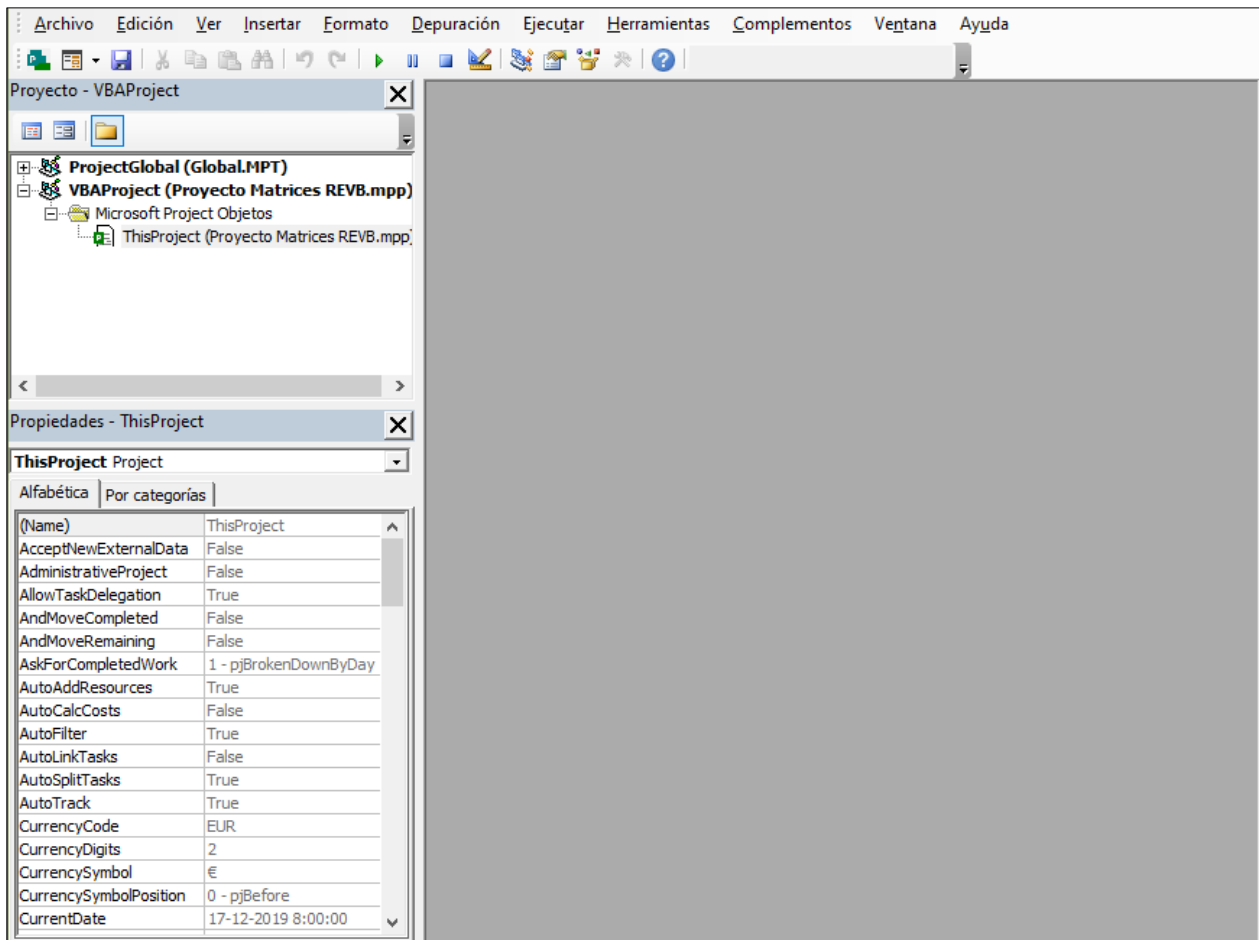 Archivo Edición Ver Insertar Formato Depuración Ejecutar Herramientas Complementos Ventana Ayuda
Proyecto - VBAProject
ProjectGlobal (Global.MPT)
VBAProject (Proyecto Matrices REVB.mpp)
Microsoft Project Objetos
ThisProject (Proyecto Matrices REVB.mpp)
Propiedades - ThisProject
ThisProject Project
Alfabética Por categorías
(Name) ThisProject
AcceptNewExternalData False
AdministrativeProject False
AllowTaskDelegation True
AndMoveCompleted False
AndMoveRemaining False
AskForCompletedWork 1 - pjBrokenDownByDay
AutoAddResources True
AutoCalcCosts False
AutoFilter True
AutoLinkTasks False
AutoSplitTasks True
AutoTrack True
CurrencyCode EUR
CurrencyDigits 2
CurrencySymbol €
CurrencySymbolPosition 0 - pjBefore
CurrentDate 17-12-2019 8:00:00